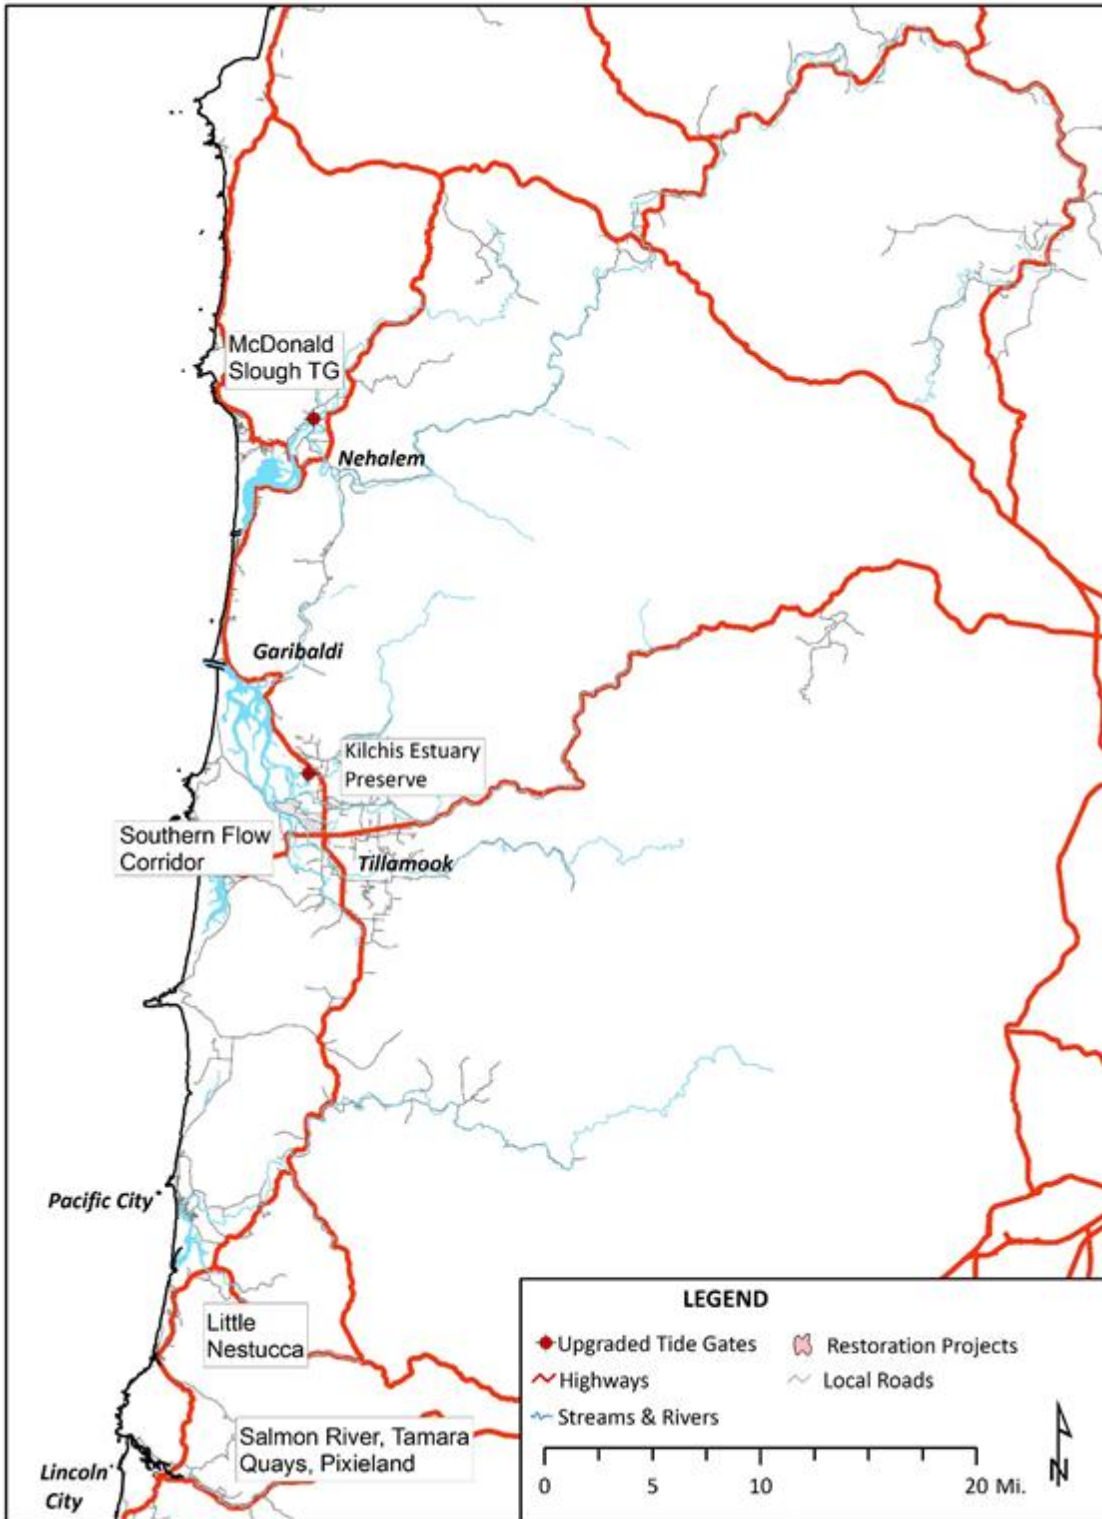 McDonald
Slough TG
Nehalem
Garibaldi
Kilchis Estuary
Preserve
Southern Flow
Corridor
Tillamook
Pacific City
Little
Nestucca
Salmon River, Tamara
Quays, Pixieland
Lincoln
City
LEGEND
Upgraded Tide Gates
Restoration Projects
Highways
Local Roads
Streams & Rivers
0 5 10 20 Mi.
N